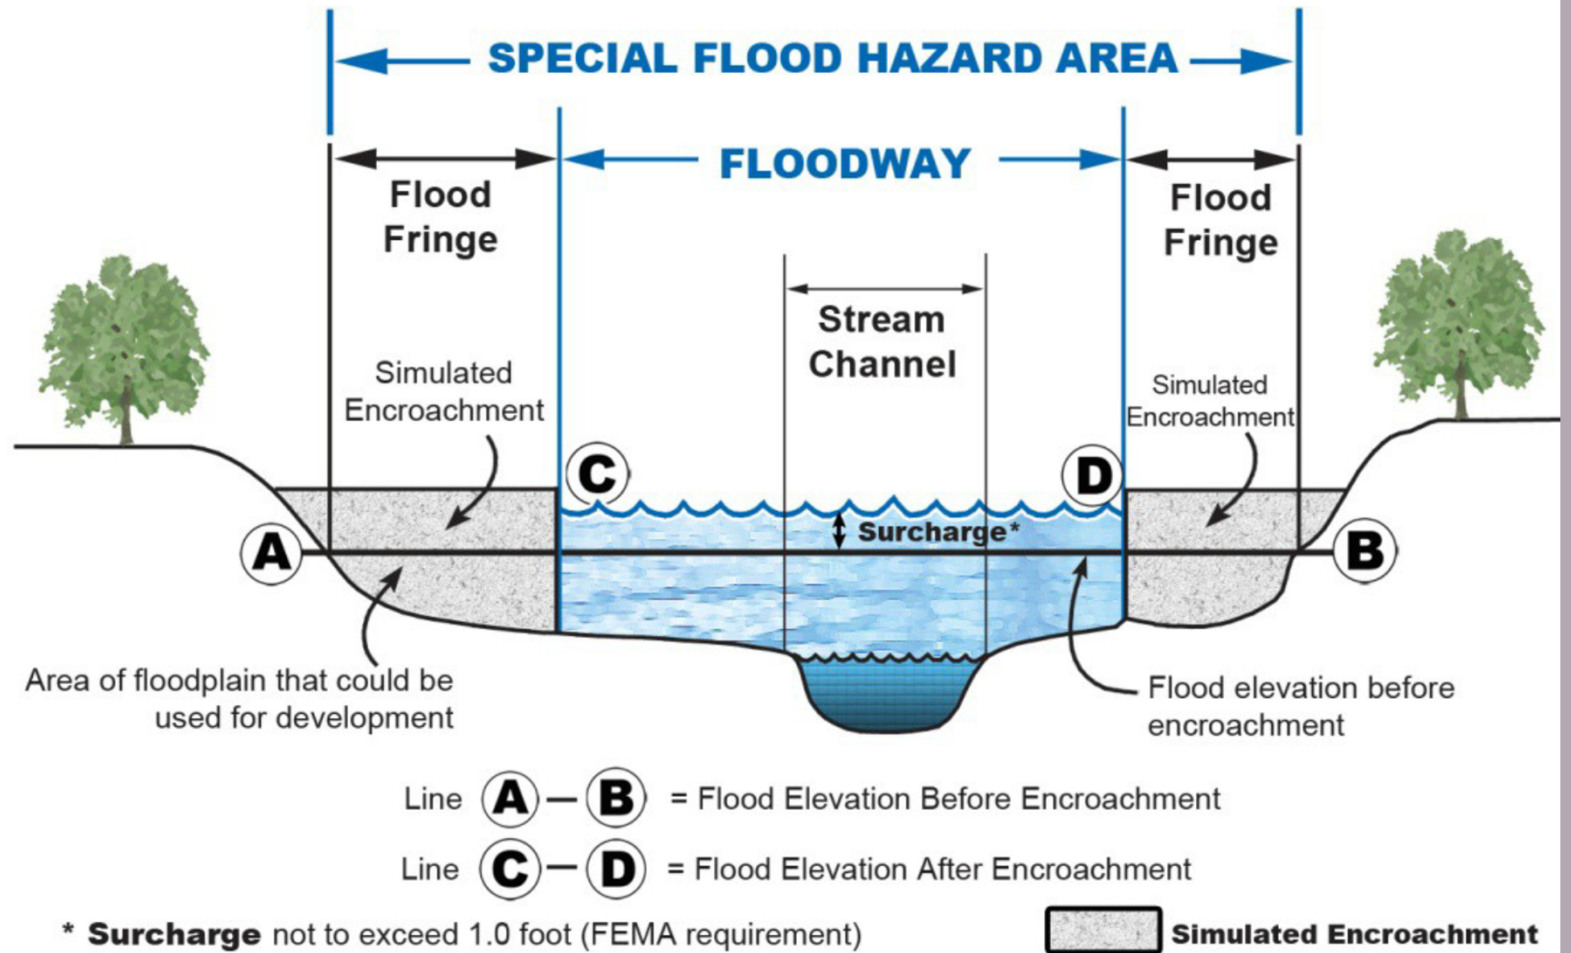 SPECIAL FLOOD HAZARD AREA
FLOODWAY
Flood
Fringe
Flood
Fringe
Stream
Channel
Simulated
Encroachment
Simulated
Encroachment
C
D
Surcharge*
A
B
Area of floodplain that could be
used for development
Flood elevation before
encroachment
Line A – B = Flood Elevation Before Encroachment
Line C – D = Flood Elevation After Encroachment
* Surcharge not to exceed 1.0 foot (FEMA requirement)
Simulated Encroachment